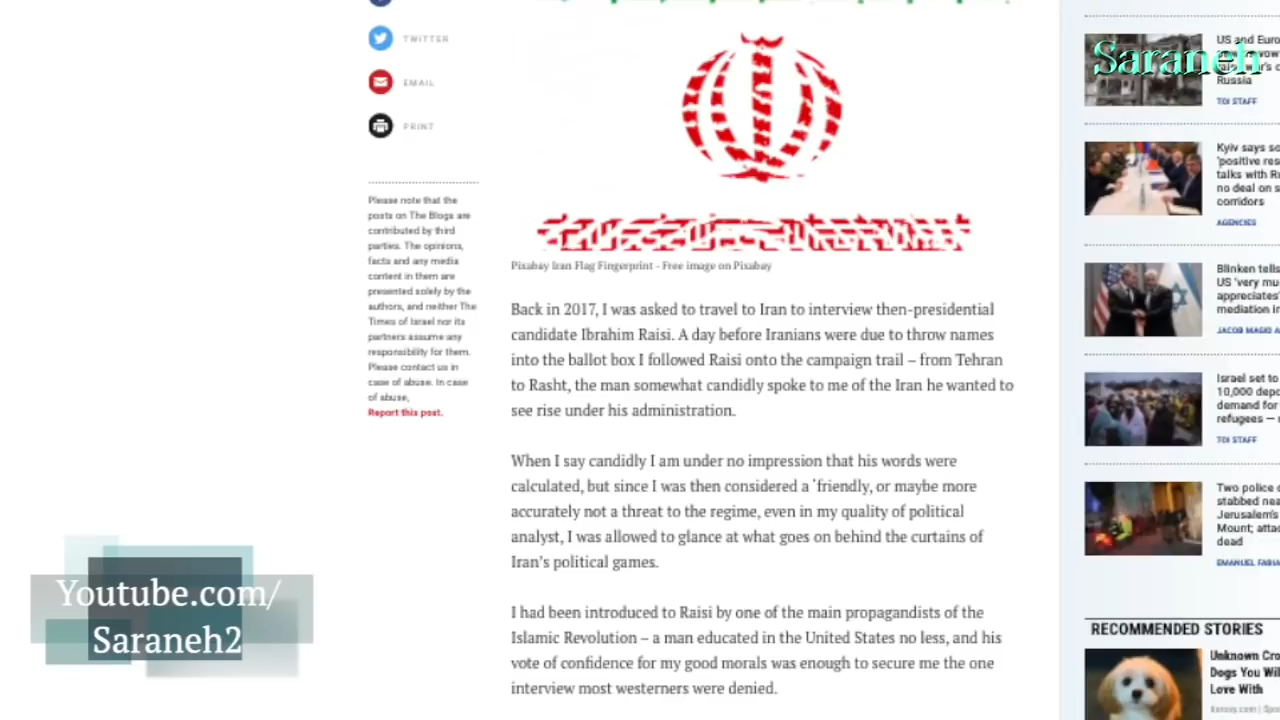 TWITTER
EMAIL
PRINT
Please note that the
posts on The Blogs are
contributed by third
parties. The opinions,
facts and any media
content in them are
presented solely by the
authors, and neither The
Times of Israel nor its
partners assume any
responsibility for them.
Please contact us in
case of abuse. In case
of abuse,
Report this post.
Pixabay Iran Flag Fingerprint - Free image on Pixabay
Back in 2017, I was asked to travel to Iran to interview then-presidential
candidate Ibrahim Raisi. A day before Iranians were due to throw names
into the ballot box I followed Raisi onto the campaign trail – from Tehran
to Rasht, the man somewhat candidly spoke to me of the Iran he wanted to
see rise under his administration.
When I say candidly I am under no impression that his words were
calculated, but since I was then considered a 'friendly, or maybe more
accurately not a threat to the regime, even in my quality of political
analyst, I was allowed to glance at what goes on behind the curtains of
Iran's political games.
I had been introduced to Raisi by one of the main propagandists of the
Islamic Revolution – a man educated in the United States no less, and his
vote of confidence for my good morals was enough to secure me the one
interview most westerners were denied.
Saraneh
US and Euro
Russia
TOI STAFF
Kyiv says so
'positive res
talks with Ru
no deal on s
corridors
AGENCIES
Blinken tells
US 'very mu
appreciates'
mediation in
JACOB MAGID A
Israel set to
10,000 depo
demand for
refugees —
TOI STAFF
Two police o
stabbed nea
Jerusalem's
Mount; attac
dead
EMANUEL FABIA
RECOMMENDED STORIES
Unknown Cro
Dogs You Wil
Love With
Youtube.com/
Saraneh2